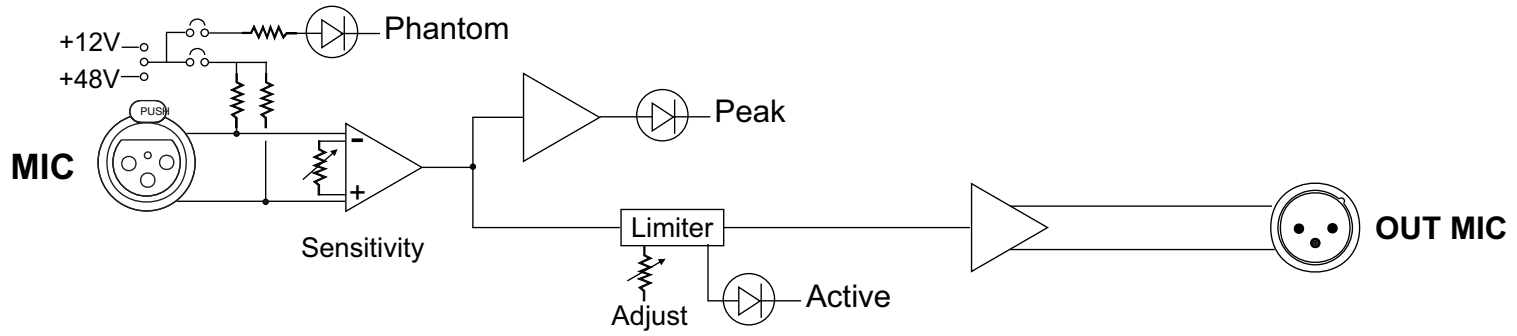 Phantom
+12V
+48V
PUSH
MIC
-
+
Sensitivity
Peak
Limiter
Adjust
Active
OUT MIC